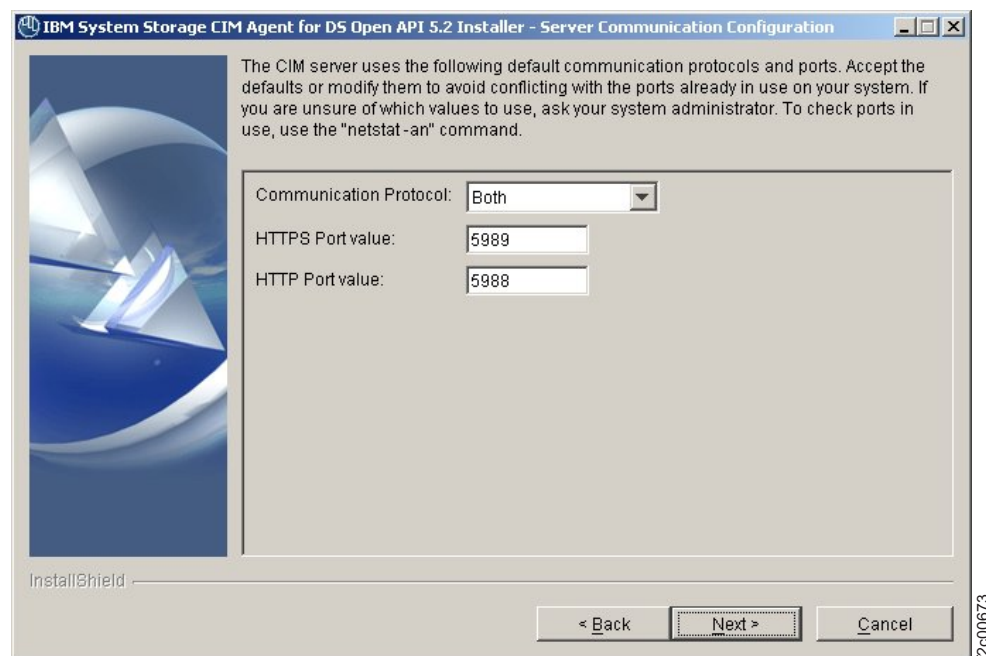 IBM System Storage CIM Agent for DS Open API 5.2 Installer - Server Communication Configuration
The CIM server uses the following default communication protocols and ports. Accept the
defaults or modify them to avoid conflicting with the ports already in use on your system. If
you are unsure of which values to use, ask your system administrator. To check ports in
use, use the "netstat -an" command.
Communication Protocol: Both
HTTPS Port value: 5989
HTTP Port value: 5988
InstallShield
< Back Next > Cancel
f2c00673